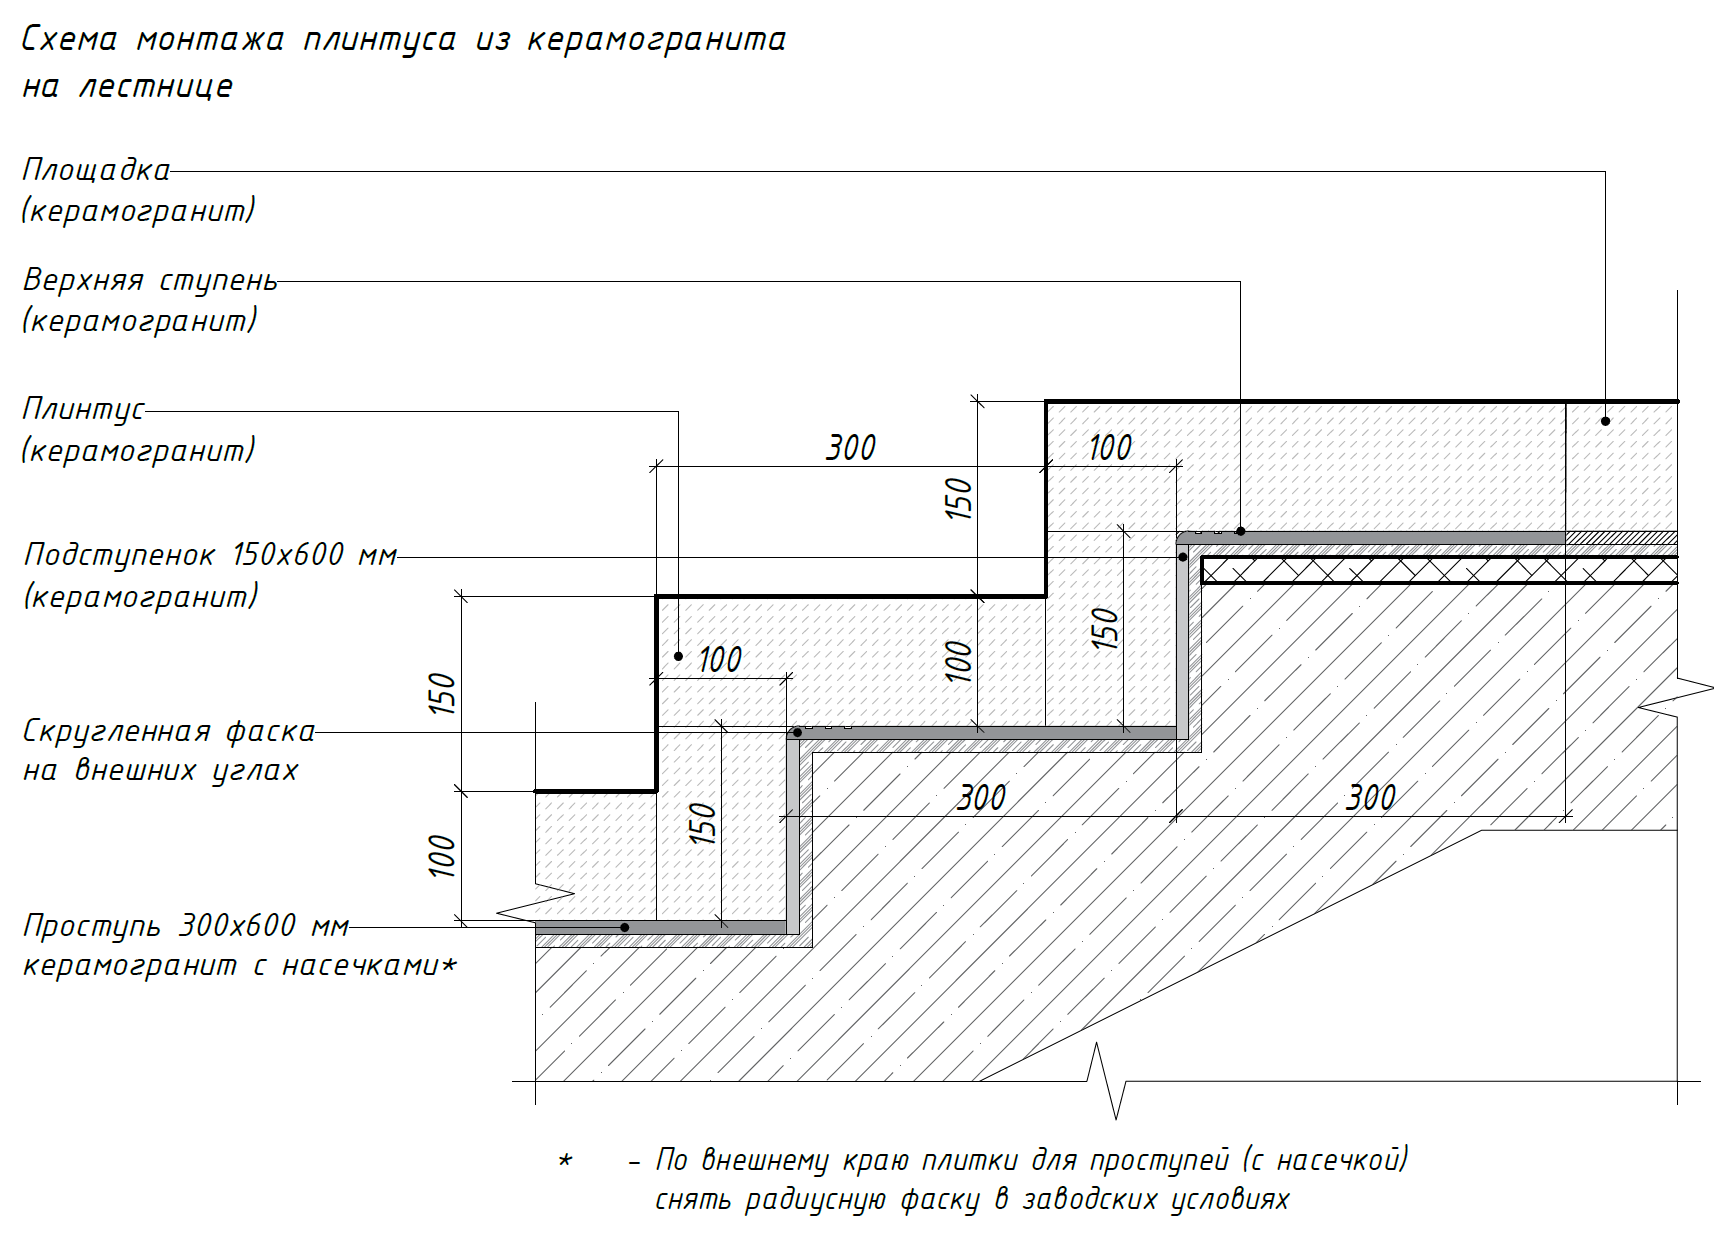 Схема монтажа плинтуса из керамогранита
на лестнице
Площадка
(керамогранит)
Верхняя ступень
(керамогранит)
Плинтус
(керамогранит)
300
100
150
Подступенок 150х600 мм
(керамогранит)
150
100
100
150
Скругленная фаска
на внешних углах
150
300
300
100
Проступь 300х600 мм
керамогранит с насечками*
* - По внешнему краю плитки для проступей (с насечкой)
снять радиусную фаску в заводских условиях